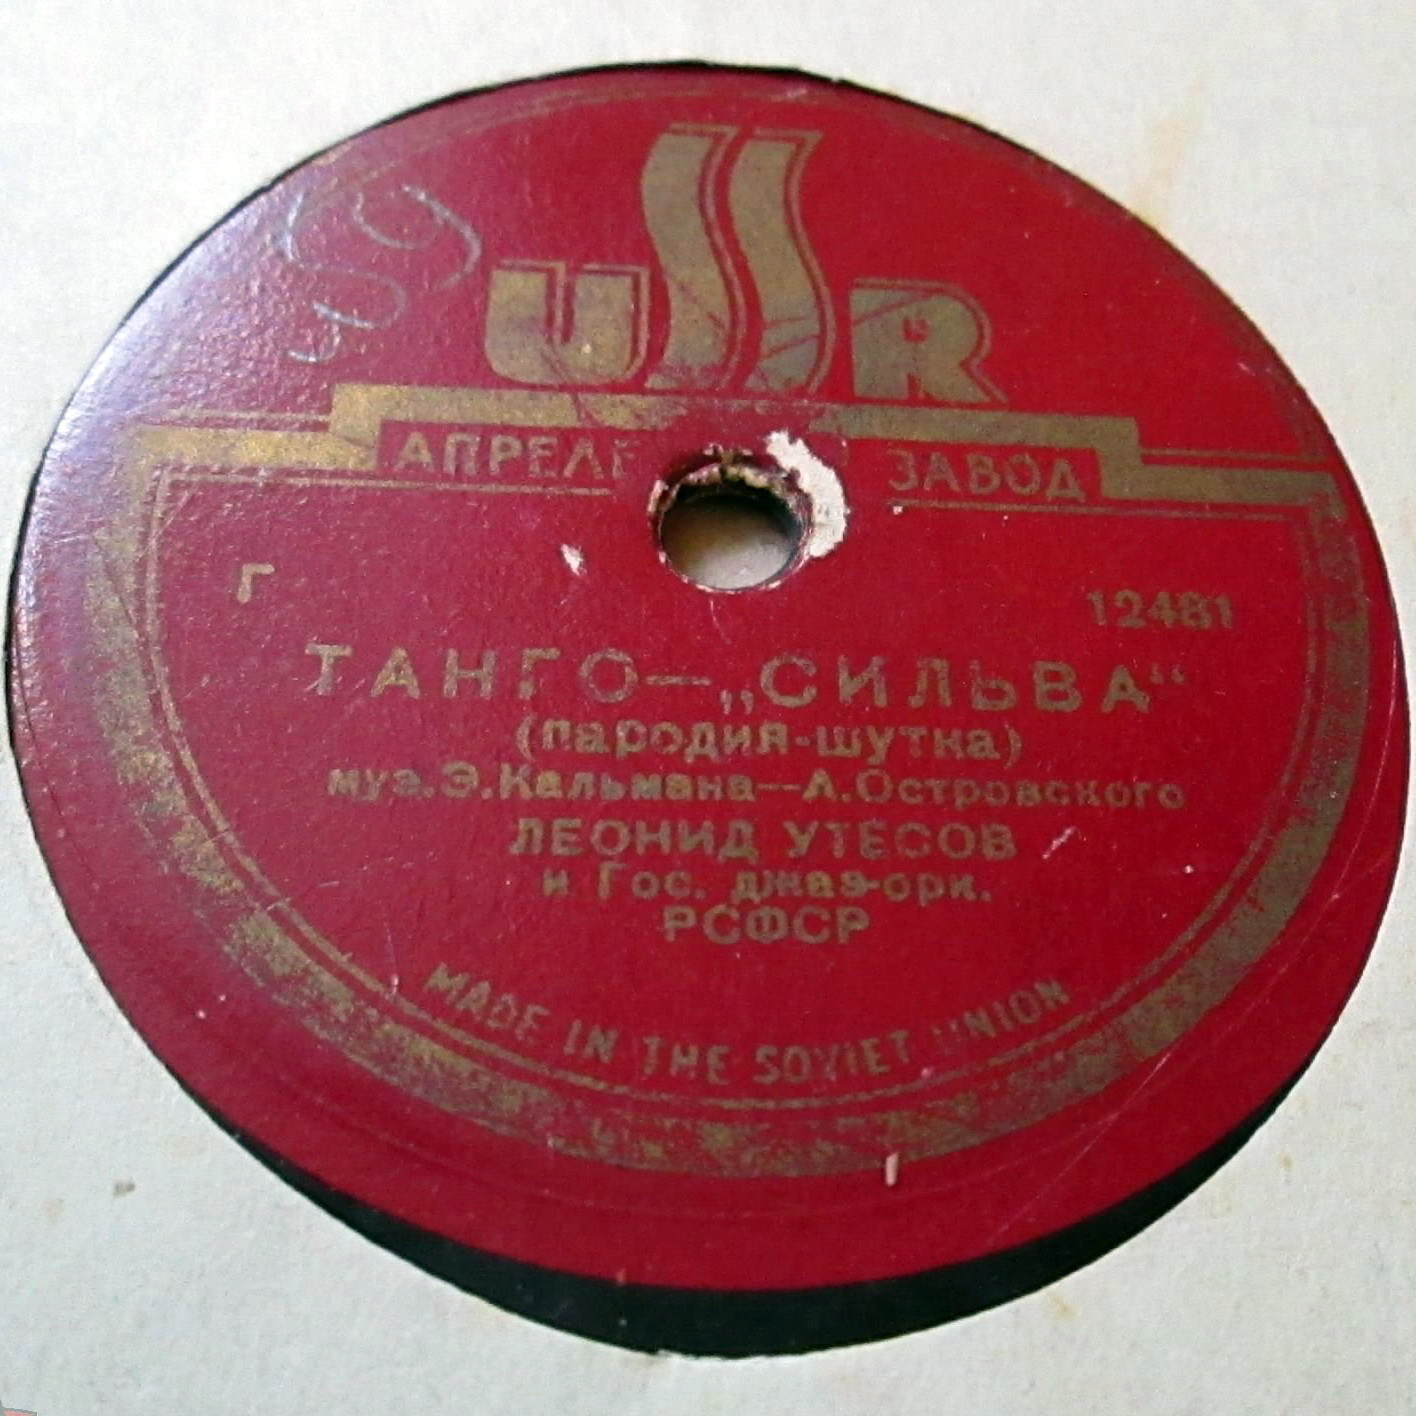 USSR
АПРЕЛЕ ЗАВОД
Г 12481
ТАНГО—„СИЛЬВА“
(пародия-шутка)
муз. Э. Кальмана—А. Островского
ЛЕОНИД УТЕСОВ
и Гос. джаз-орк.
РСФСР
MADE IN THE SOVIET UNION